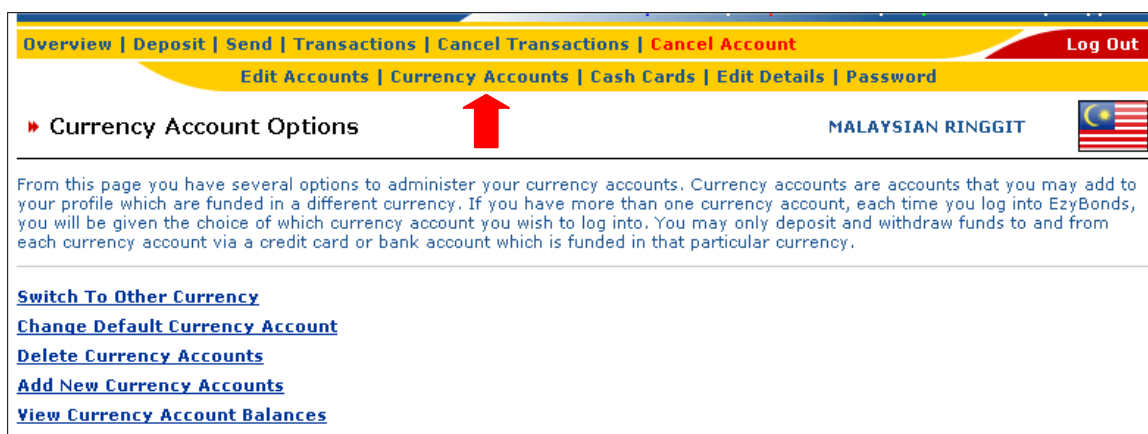 Overview | Deposit | Send | Transactions | Cancel Transactions | Cancel Account
Log Out
Edit Accounts | Currency Accounts | Cash Cards | Edit Details | Password
Currency Account Options
MALAYSIAN RINGGIT
From this page you have several options to administer your currency accounts. Currency accounts are accounts that you may add to
your profile which are funded in a different currency. If you have more than one currency account, each time you log into EzyBonds,
you will be given the choice of which currency account you wish to log into. You may only deposit and withdraw funds to and from
each currency account via a credit card or bank account which is funded in that particular currency.
Switch To Other Currency
Change Default Currency Account
Delete Currency Accounts
Add New Currency Accounts
View Currency Account Balances